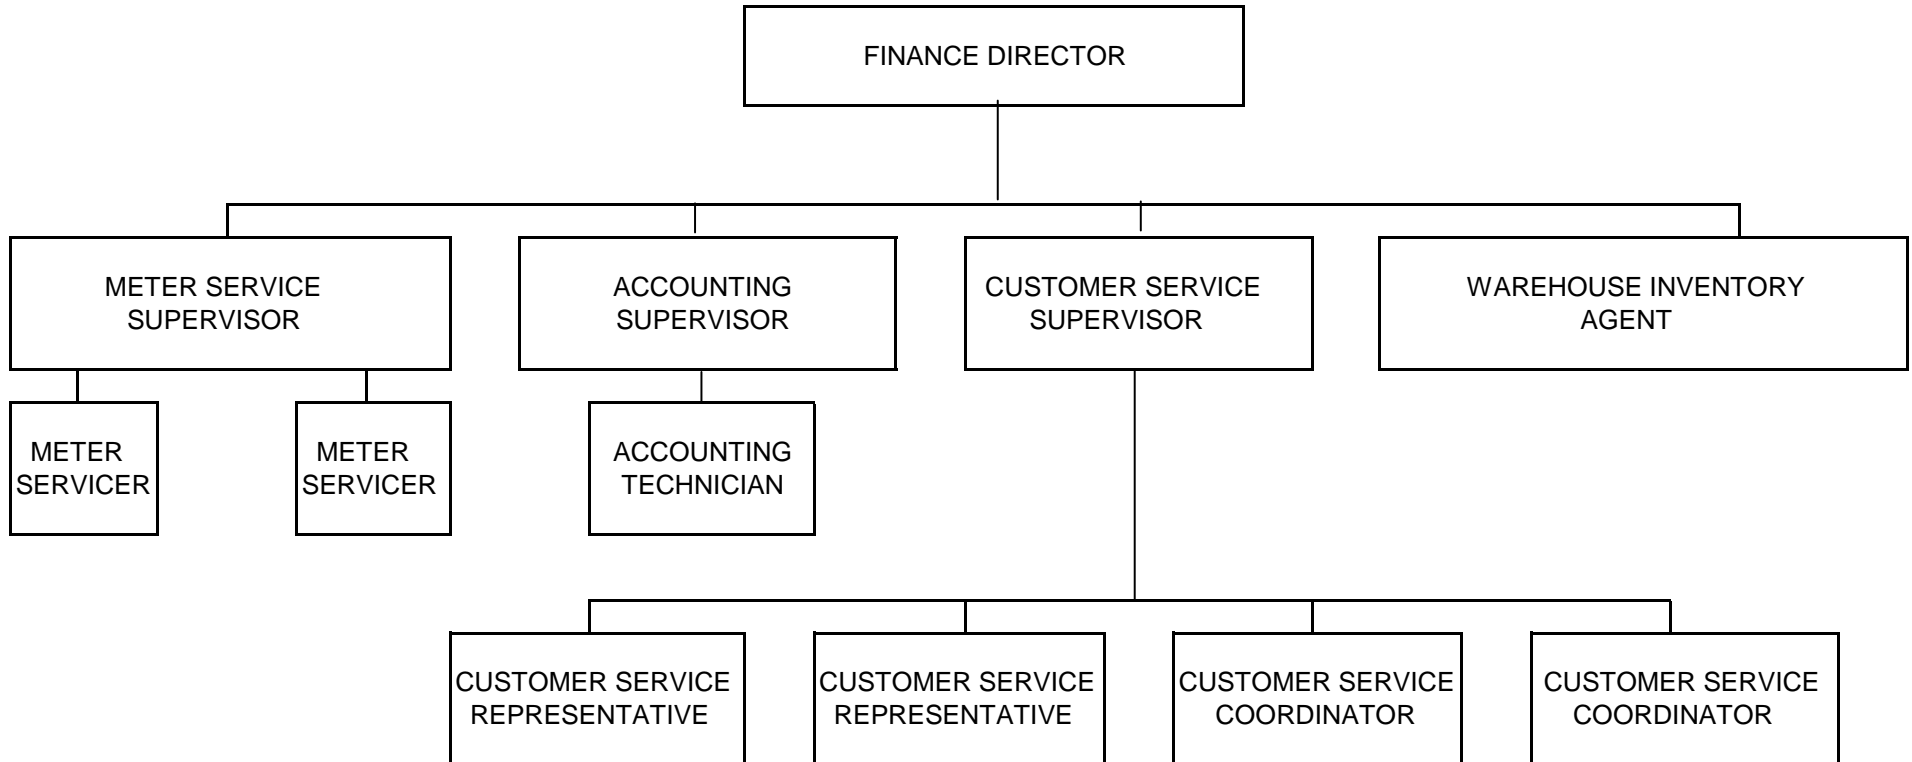 FINANCE DIRECTOR
METER SERVICE
SUPERVISOR
ACCOUNTING
SUPERVISOR
CUSTOMER SERVICE
SUPERVISOR
WAREHOUSE INVENTORY
AGENT
METER
SERVICER
METER
SERVICER
ACCOUNTING
TECHNICIAN
CUSTOMER SERVICE
REPRESENTATIVE
CUSTOMER SERVICE
REPRESENTATIVE
CUSTOMER SERVICE
COORDINATOR
CUSTOMER SERVICE
COORDINATOR